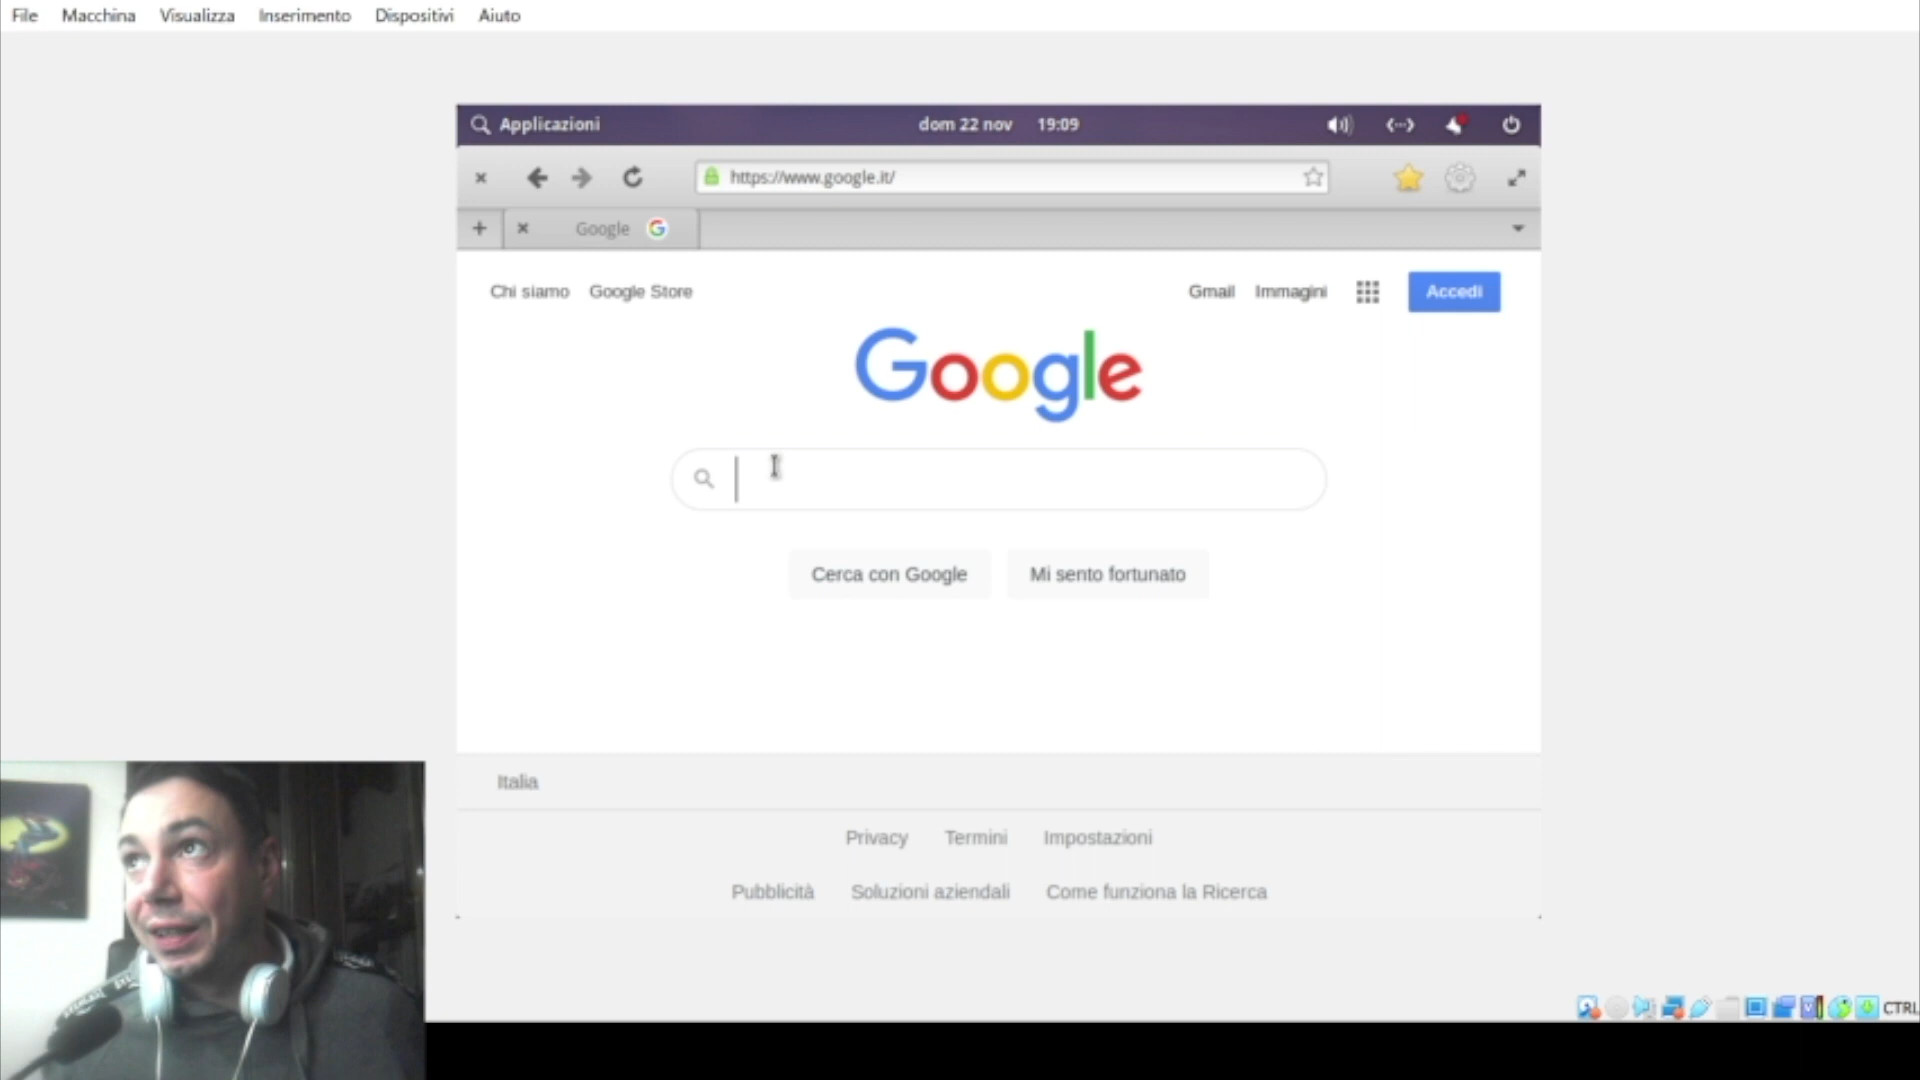 File Macchina Visualizza Inserimento Dispositivi Aiuto
Applicazioni dom 22 nov 19:09
https://www.google.it/
Google
Chi siamo Google Store Gmail Immagini Accedi
Google
Cerca con Google Mi sento fortunato
Italia
Privacy Termini Impostazioni
Pubblicità Soluzioni aziendali Come funziona la Ricerca
CTRL